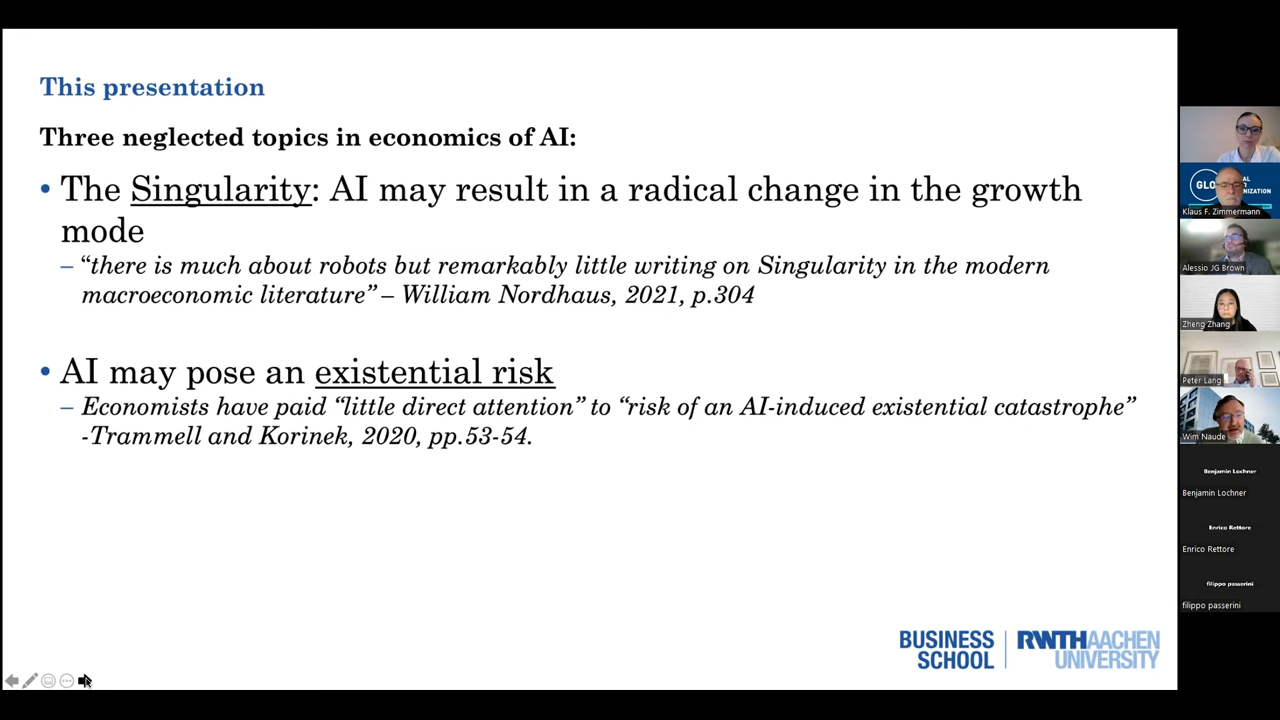 This presentation
Three neglected topics in economics of AI:
• The Singularity: AI may result in a radical change in the growth
mode
– “there is much about robots but remarkably little writing on Singularity in the modern
macroeconomic literature” – William Nordhaus, 2021, p.304
• AI may pose an existential risk
– Economists have paid “little direct attention” to “risk of an AI-induced existential catastrophe”
-Trammell and Korinek, 2020, pp.53-54.
BUSINESS
SCHOOL
RWTHAACHEN
UNIVERSITY
GLO
Klaus F. Zimmermann
Alessio JG Brown
Zheng Zhang
Peter Lang
Wim Naude
Benjamin Lochner
Benjamin Lochner
Enrico Rettore
Enrico Rettore
filippo passerini
filippo passerini